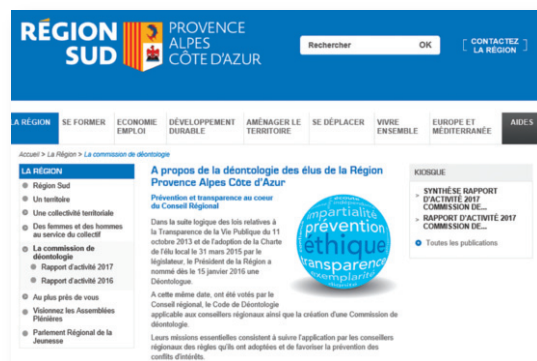 RÉGION
SUD
PROVENCE
ALPES
CÔTE D'AZUR
Rechercher OK
CONTACTEZ
LA RÉGION
LA RÉGION
SE FORMER
ECONOMIE
EMPLOI
DÉVELOPPEMENT
DURABLE
AMÉNAGER LE
TERRITOIRE
SE DÉPLACER
VIVRE
ENSEMBLE
EUROPE ET
MÉDITERRANÉE
AIDES
Accueil > La Région > La commission de déontologie
LA RÉGION
Région Sud
Un territoire
Une collectivité territoriale
Des femmes et des hommes
au service du collectif
La commission de
déontologie
Rapport d'activité 2017
Rapport d'activité 2016
Au plus près de vous
Visionnez les Assemblées
Plénières
Parlement Régional de la
Jeunesse
A propos de la déontologie des élus de la Région
Provence Alpes Côte d'Azur
Prévention et transparence au coeur
du Conseil Régional
Dans la suite logique des lois relatives à
la Transparence de la Vie Publique du 11
octobre 2013 et de l'adoption de la Charte
de l'élu local le 31 mars 2015 par le
législateur, le Président de la Région a
nommé dès le 15 janvier 2016 une
Déontologue.
A cette même date, ont été votés par le
Conseil régional, le Code de Déontologie
applicable aux conseillers régionaux ainsi que la création d'une Commission de
déontologie.
Leurs missions essentielles consistent à suivre l'application par les conseillers
régionaux des règles qu'ils ont adoptées et de favoriser la prévention des
conflits d'intérêts.
impartialité
prévention
éthique
transparence
exemplarité
KIOSQUE
SYNTHÈSE RAPPORT
D'ACTIVITÉ 2017
COMMISSION DE...
RAPPORT D'ACTIVITÉ 2017
COMMISSION DE...
Toutes les publications